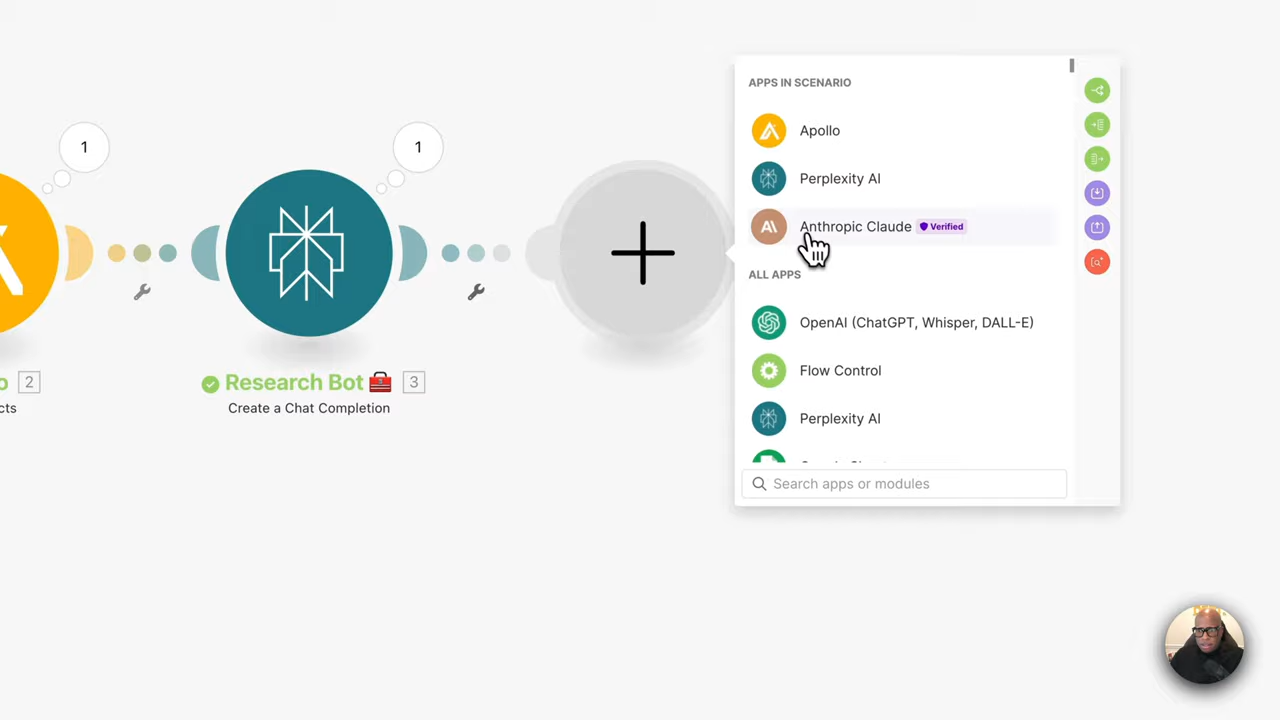 1
1
o 2
cts
Research Bot 3
Create a Chat Completion
APPS IN SCENARIO
Apollo
Perplexity AI
Anthropic Claude Verified
ALL APPS
OpenAI (ChatGPT, Whisper, DALL-E)
Flow Control
Perplexity AI
Search apps or modules